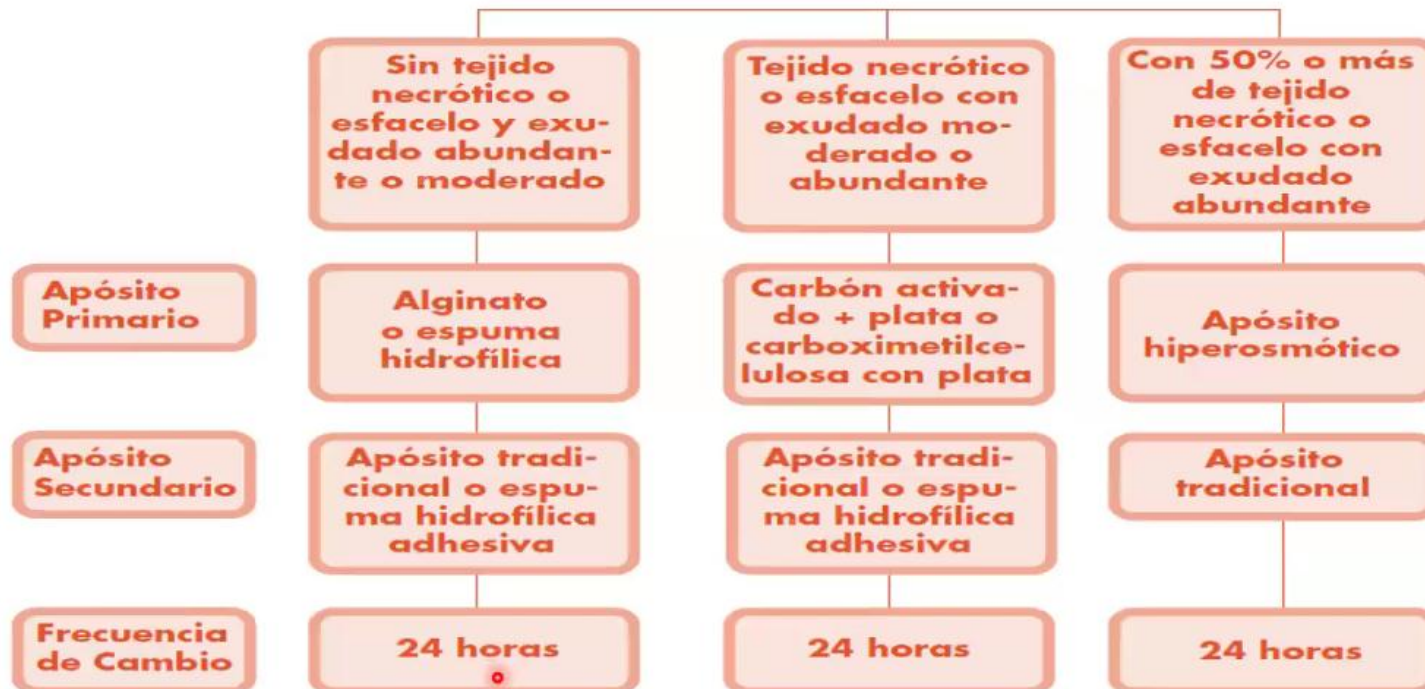 Sin tejido
necrótico o
esfacelo y exu-
dado abundan-
te o moderado
Tejido necrótico
o esfacelo con
exudado mo-
derado o
abundante
Con 50% o más
de tejido
necrótico o
esfacelo con
exudado
abundante
Apósito
Primario
Alginato
o espuma
hidrofílica
Carbón activa-
do + plata o
carboximetilce-
lulosa con plata
Apósito
hiperosmótico
Apósito
Secundario
Apósito tradi-
cional o espu-
ma hidrofílica
adhesiva
Apósito tradi-
cional o espu-
ma hidrofílica
adhesiva
Apósito
tradicional
Frecuencia
de Cambio
24 horas
24 horas
24 horas